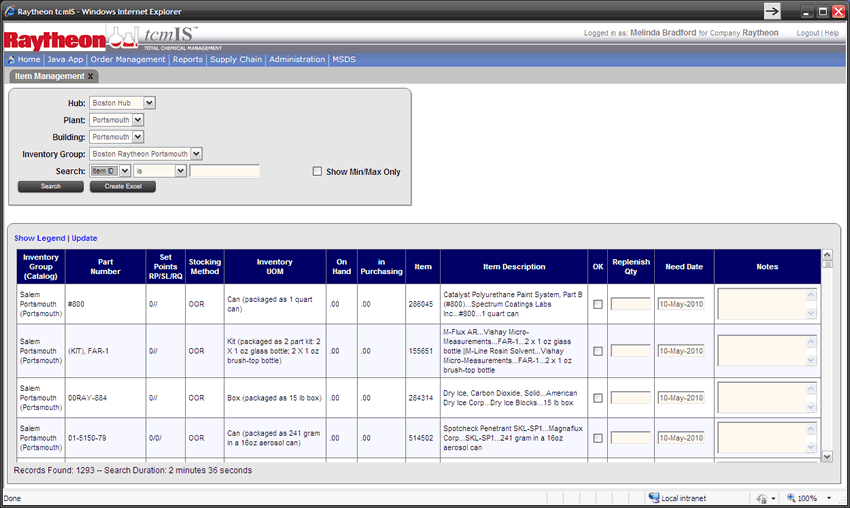 Raytheon tcmIS - Windows Internet Explorer
Raytheon tcmIS™
TOTAL CHEMICAL MANAGEMENT
Logged in as: Melinda Bradford for Company Raytheon Logout | Help
Home | Java App | Order Management | Reports | Supply Chain | Administration | MSDS
Item Management x
Hub: Boston Hub
Plant: Portsmouth
Building: Portsmouth
Inventory Group: Boston Raytheon Portsmouth
Search: Item ID is Show Min/Max Only
Search Create Excel
Show Legend | Update
Inventory Group (Catalog) Part Number Set Points RP/SL/RQ Stocking Method Inventory UOM On Hand in Purchasing Item Item Description OK Replenish Qty Need Date Notes
Salem Portsmouth (Portsmouth) #800 0// OOR Can (packaged as 1 quart can) .00 .00 286045 Catalyst Polyurethane Paint System, Part B (#800)...Spectrum Coatings Labs Inc...#800...1 quart can 10-May-2010
Salem Portsmouth (Portsmouth) (KIT), FAR-1 0// OOR Kit (packaged as 2 part kit: 2 X 1 oz glass bottle; 2 X 1 oz brush-top bottle) .00 .00 155651 M-Flux AR...Vishay Micro-Measurements...FAR-1...2 x 1 oz glass bottle ||M-Line Rosin Solvent...Vishay Micro-Measurements...FAR-1...2 x 1 oz brush-top bottle 10-May-2010
Salem Portsmouth (Portsmouth) 00RAY-884 0// OOR Box (packaged as 15 lb box) .00 .00 284314 Dry Ice, Carbon Dioxide, Solid...American Dry Ice Corp...Dry Ice Blocks...15 lb box 10-May-2010
Salem Portsmouth (Portsmouth) 01-5150-79 0/0/ OOR Can (packaged as 241 gram in a 16oz aerosol can) .00 .00 514502 Spotcheck Penetrant SKL-SP1...Magnaflux Corp...SKL-SP1...241 gram in a 16oz aerosol can 10-May-2010
Records Found: 1293 -- Search Duration: 2 minutes 36 seconds
Done Local intranet 100%